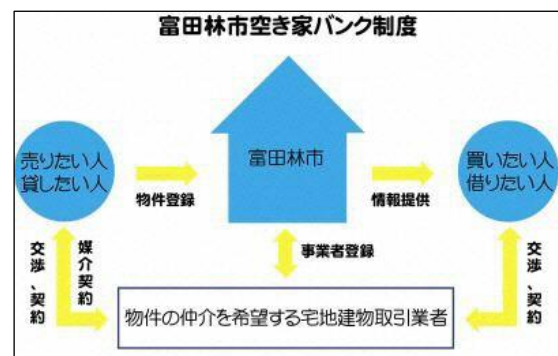 富田林市空き家バンク制度
売りたい人
貸したい人
物件登録
富田林市
情報提供
買いたい人
借りたい人
交渉、契約
媒介契約
事業者登録
交渉、契約
物件の仲介を希望する宅地建物取引業者